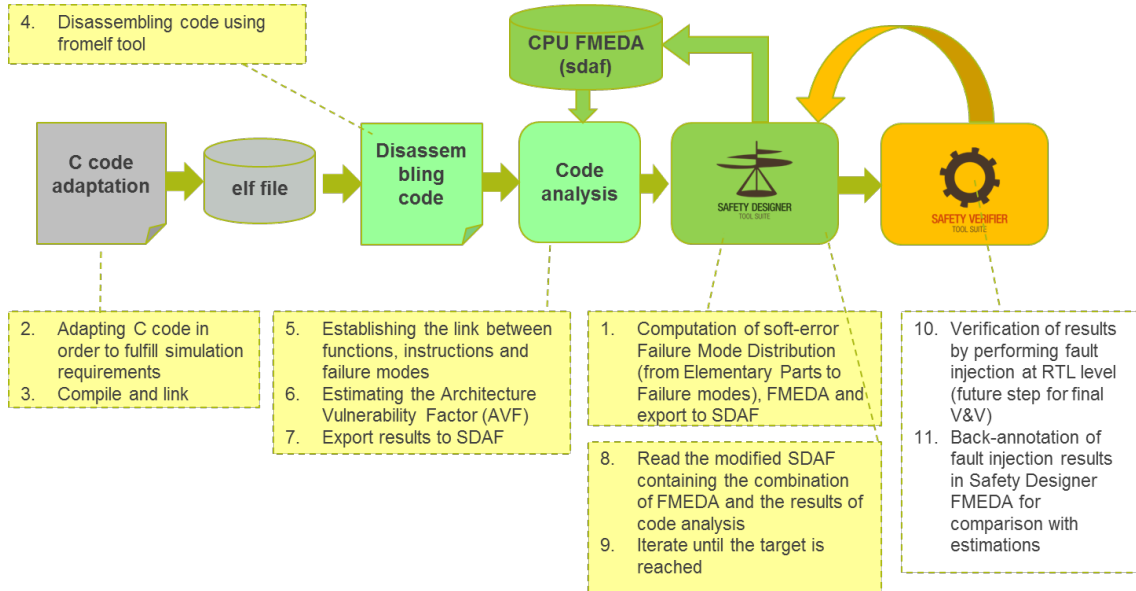 4. Disassembling code using
fromelf tool
CPU FMEDA
(sdaf)
C code
adaptation
elf file
Disassem
bling
code
Code
analysis
SAFETY DESIGNER
TOOL SUITE
SAFETY VERIFIER
TOOL SUITE
2. Adapting C code in
order to fulfill simulation
requirements
3. Compile and link
5. Establishing the link between
functions, instructions and
failure modes
6. Estimating the Architecture
Vulnerability Factor (AVF)
7. Export results to SDAF
1. Computation of soft-error
Failure Mode Distribution
(from Elementary Parts to
Failure modes), FMEDA and
export to SDAF
8. Read the modified SDAF
containing the combination
of FMEDA and the results of
code analysis
9. Iterate until the target is
reached
10. Verification of results
by performing fault
injection at RTL level
(future step for final
V&V)
11. Back-annotation of
fault injection results
in Safety Designer
FMEDA for
comparison with
estimations